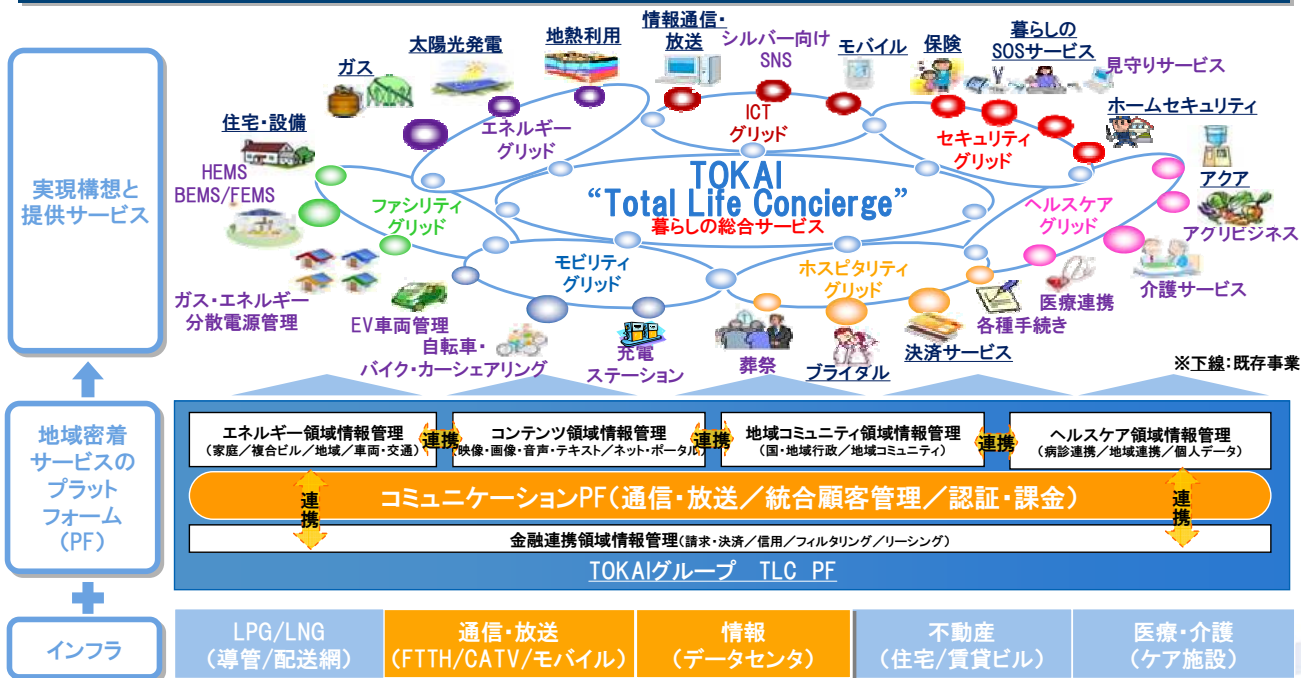 実現構想と
提供サービス
住宅・設備
ガス
太陽光発電
地熱利用
情報通信・
放送
シルバー向け
SNS
モバイル
保険
暮らしの
SOSサービス
見守りサービス
ホームセキュリティ
アクア
アグリビジネス
介護サービス
医療連携
各種手続き
決済サービス
ブライダル
葬祭
充電
ステーション
自転車・
バイク・カーシェアリング
EV車両管理
ガス・エネルギー
分散電源管理
HEMS
BEMS/FEMS
エネルギー
グリッド
ICT
グリッド
セキュリティ
グリッド
ファシリティ
グリッド
TOKAI
“Total Life Concierge”
暮らしの総合サービス
ヘルスケア
グリッド
モビリティ
グリッド
ホスピタリティ
グリッド
※下線:既存事業
地域密着
サービスの
プラット
フォーム
(PF)
エネルギー領域情報管理
(家庭/複合ビル/地域/車両・交通)
連携
コンテンツ領域情報管理
(映像・画像・音声・テキスト/ネット・ポータル)
連携
地域コミュニティ領域情報管理
(国・地域行政/地域コミュニティ)
連携
ヘルスケア領域情報管理
(病診連携/地域連携/個人データ)
連携
コミュニケーションPF(通信・放送/統合顧客管理/認証・課金)
連携
金融連携領域情報管理(請求・決済/信用/フィルタリング/リーシング)
TOKAIグループ TLC PF
インフラ
LPG/LNG
(導管/配送網)
通信・放送
(FTTH/CATV/モバイル)
情報
(データセンタ)
不動産
(住宅/賃貸ビル)
医療・介護
(ケア施設)